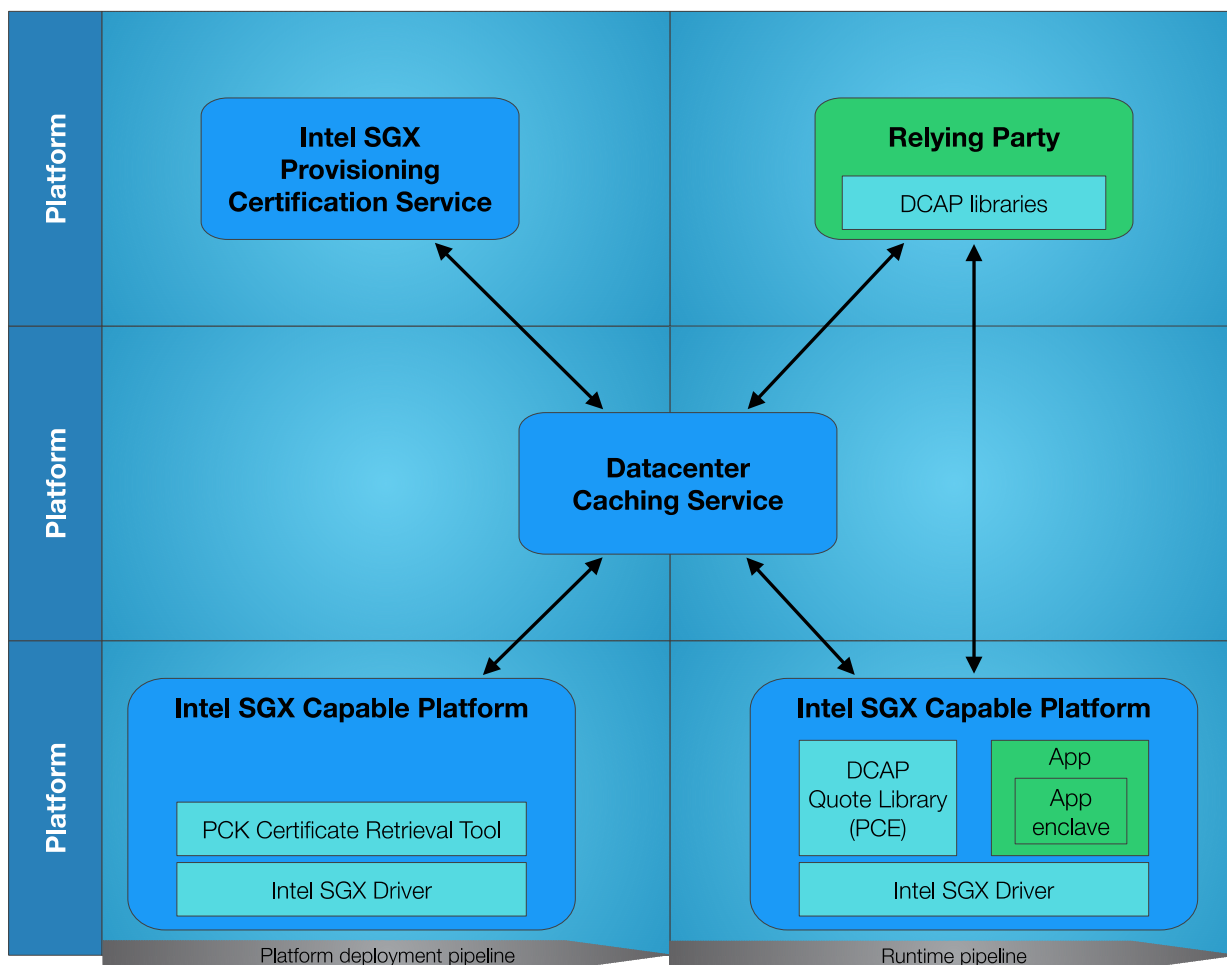 Platform
Intel SGX
Provisioning
Certification Service
Relying Party
DCAP libraries
Platform
Datacenter
Caching Service
Platform
Intel SGX Capable Platform
PCK Certificate Retrieval Tool
Intel SGX Driver
Intel SGX Capable Platform
DCAP
Quote Library
(PCE)
App
App
enclave
Intel SGX Driver
Platform deployment pipeline
Runtime pipeline